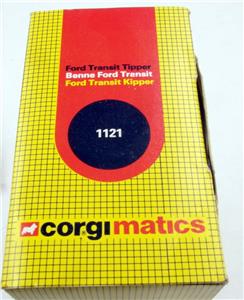 Ford Transit Tipper
Benne Ford Transit
Ford Transit Kipper
1121
corgimatics